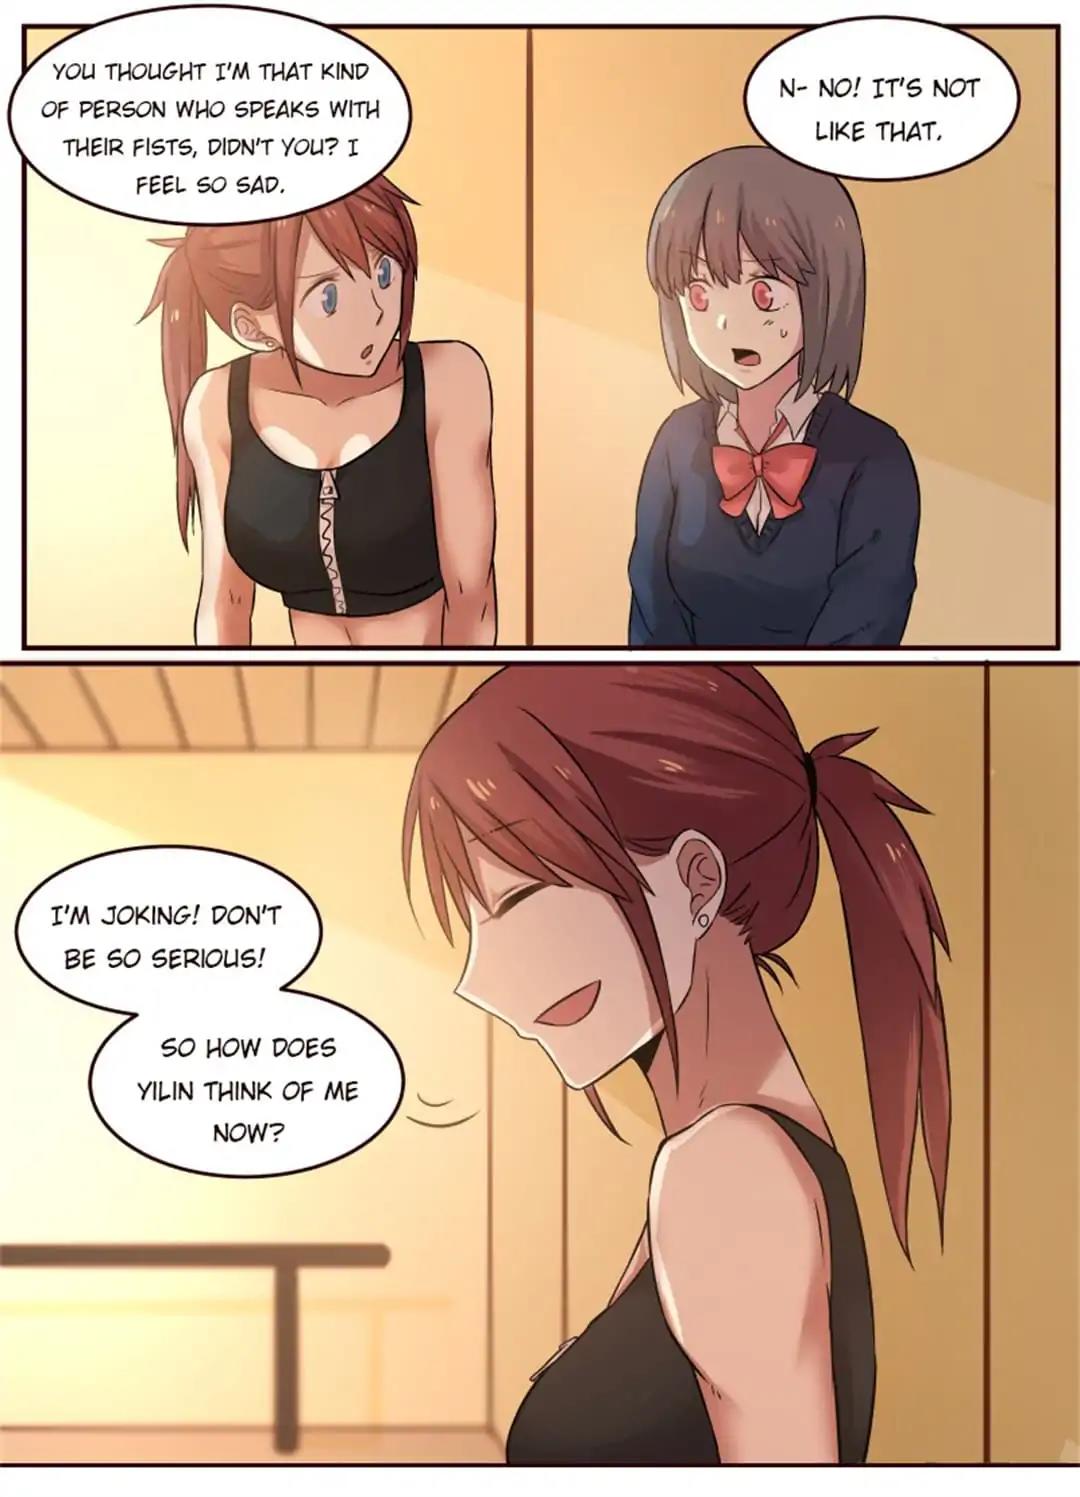 YOU THOUGHT I'M THAT KIND
OF PERSON WHO SPEAKS WITH
THEIR FISTS, DIDN'T YOU? I
FEEL SO SAD.
N- NO! IT'S NOT
LIKE THAT.
I'M JOKING! DON'T
BE SO SERIOUS!
SO HOW DOES
YILIN THINK OF ME
NOW?